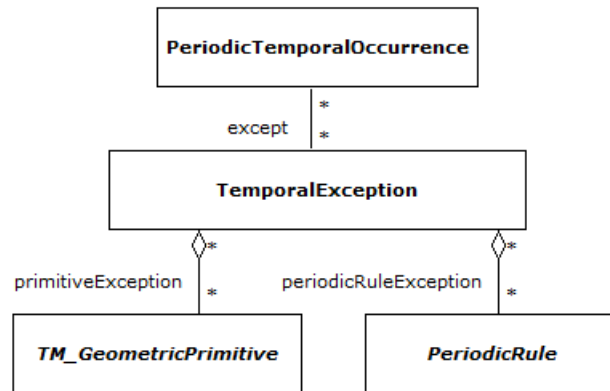 PeriodicTemporalOccurrence
*
except
*
TemporalException
*
*
primitiveException
periodicRuleException
*
*
TM_GeometricPrimitive
PeriodicRule